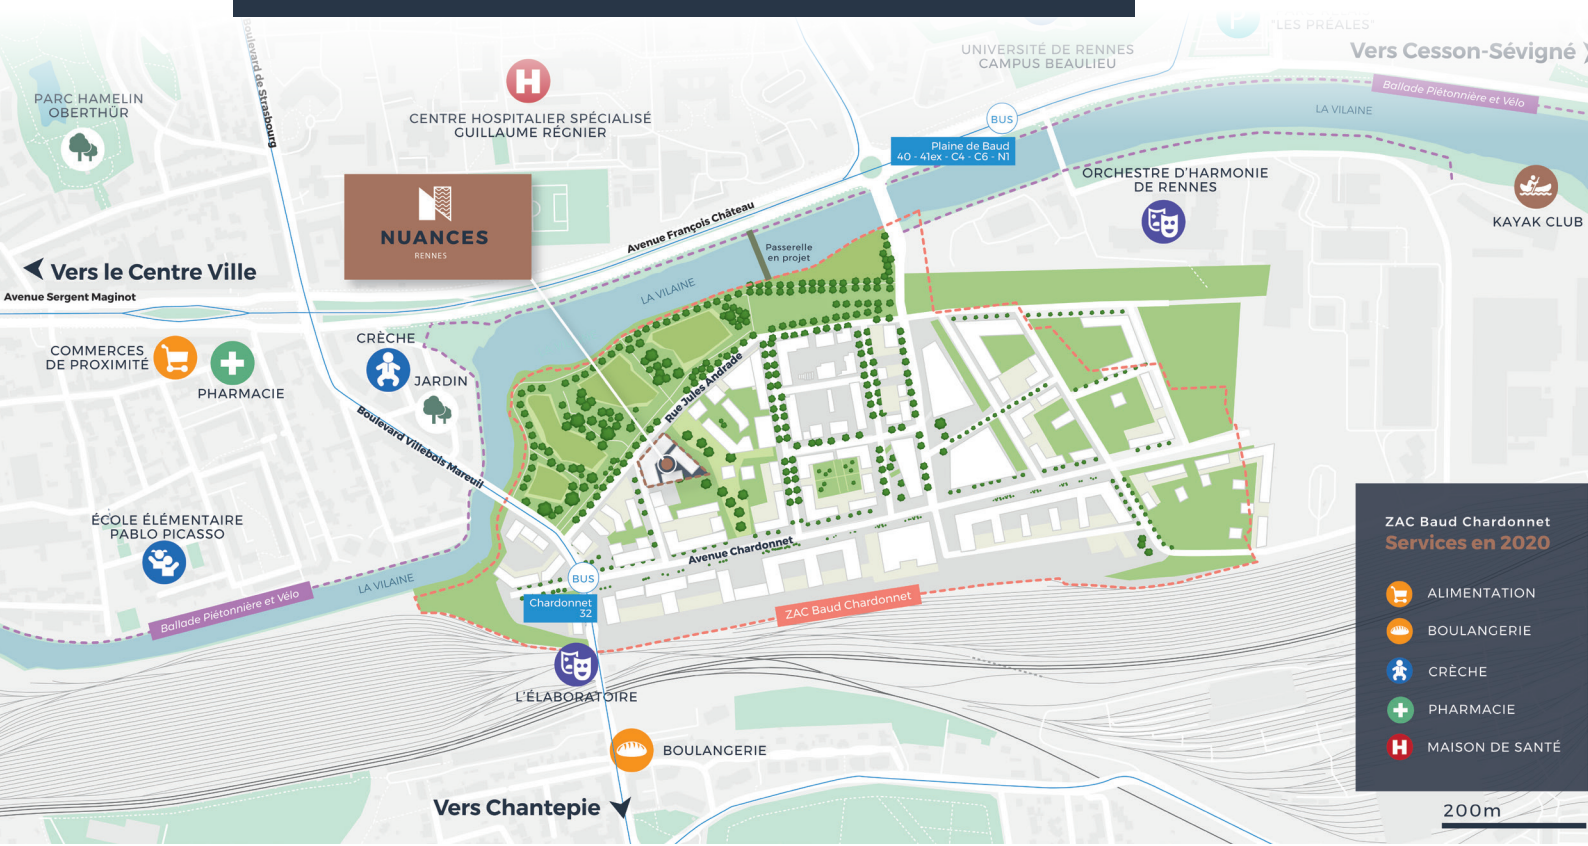 "LES PRÉALES"
UNIVERSITÉ DE RENNES
CAMPUS BEAULIEU
Vers Cesson-Sévigné
Boulevard de Strasbourg
PARC HAMELIN
OBERTHÜR
H
CENTRE HOSPITALIER SPÉCIALISÉ
GUILLAUME RÉGNIER
Ballade Piétonnière et Vélo
LA VILAINE
BUS
Plaine de Baud
40 - 41ex - C4 - C6 - N1
ORCHESTRE D'HARMONIE
DE RENNES
KAYAK CLUB
NUANCES
RENNES
Avenue François Château
Passerelle
en projet
Vers le Centre Ville
Avenue Sergent Maginot
LA VILAINE
COMMERCES
DE PROXIMITÉ
PHARMACIE
CRÈCHE
JARDIN
Rue Jules Andrade
Boulevard Villebois Mareuil
ÉCOLE ÉLÉMENTAIRE
PABLO PICASSO
Avenue Chardonnet
BUS
Chardonnet
32
LA VILAINE
Ballade Piétonnière et Vélo
ZAC Baud Chardonnet
L'ÉLABORATOIRE
BOULANGERIE
Vers Chantepie
ZAC Baud Chardonnet
Services en 2020
ALIMENTATION
BOULANGERIE
CRÈCHE
PHARMACIE
H
MAISON DE SANTÉ
200m